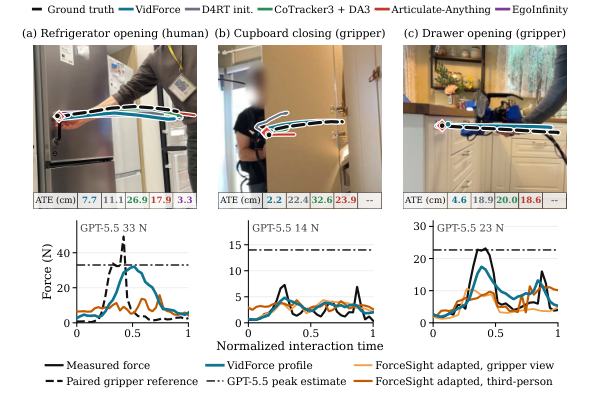 Ground truth VidForce D4RT init. CoTracker3 + DA3 Articulate-Anything EgoInfinity
(a) Refrigerator opening (human) (b) Cupboard closing (gripper) (c) Drawer opening (gripper)
ATE (cm) 7.7 11.1 26.9 17.9 3.3
ATE (cm) 2.2 22.4 32.6 23.9 --
ATE (cm) 4.6 18.9 20.0 18.6 --
Force (N)
GPT-5.5 33 N
40
20
0
0 0.5 1
GPT-5.5 14 N
15
10
5
0
0 0.5 1
GPT-5.5 23 N
30
20
10
0
0 0.5 1
Normalized interaction time
Measured force VidForce profile ForceSight adapted, gripper view
Paired gripper reference GPT-5.5 peak estimate ForceSight adapted, third-person